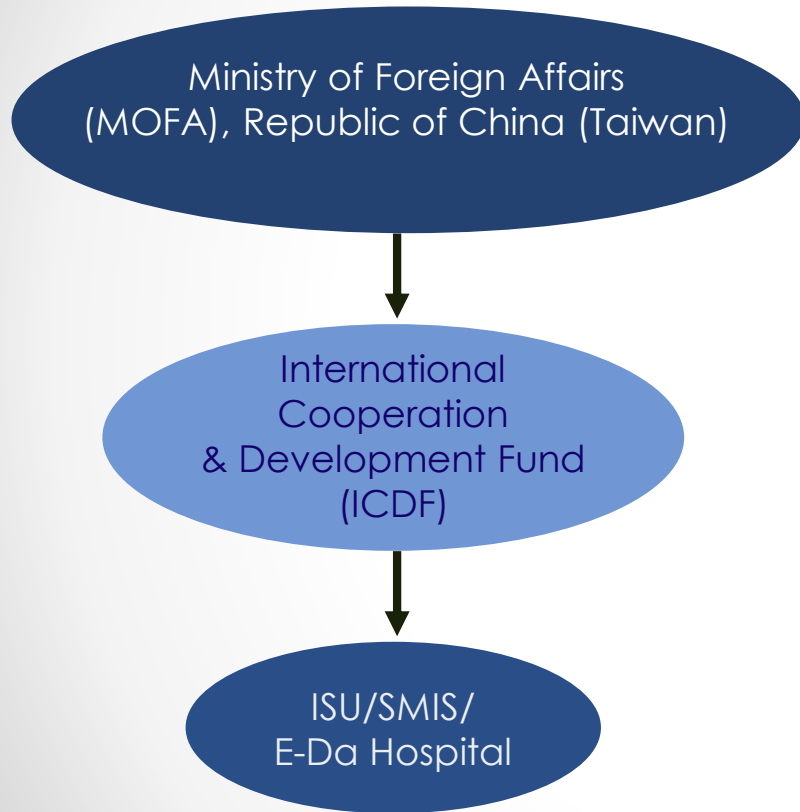 Ministry of Foreign Affairs
(MOFA), Republic of China (Taiwan)
International
Cooperation
& Development Fund
(ICDF)
ISU/SMIS/
E-Da Hospital